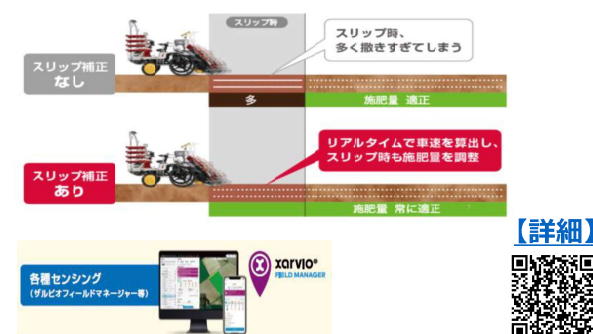 スリップ時
スリップ時、
多く撒きすぎてしまう
スリップ補正
なし
多
施肥量 適正
リアルタイムで車速を算出し、
スリップ時も施肥量を調整
スリップ補正
あり
施肥量 常に適正
【詳細】
各種センシング
(ザルビオフィールドマネージャー等)
xarvio®
FIELD MANAGER